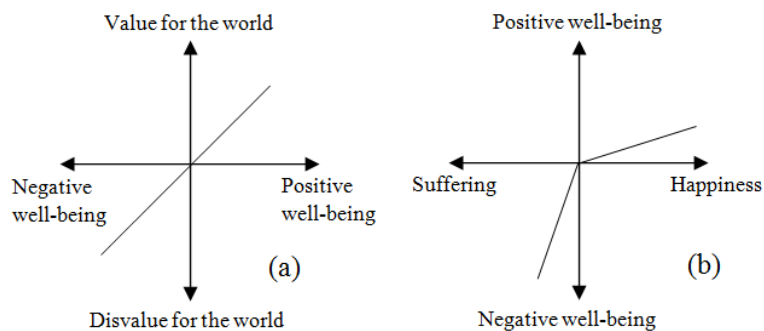 Value for the world
Negative
well-being
Positive
well-being
(a)
Disvalue for the world
Positive well-being
Suffering
Happiness
(b)
Negative well-being